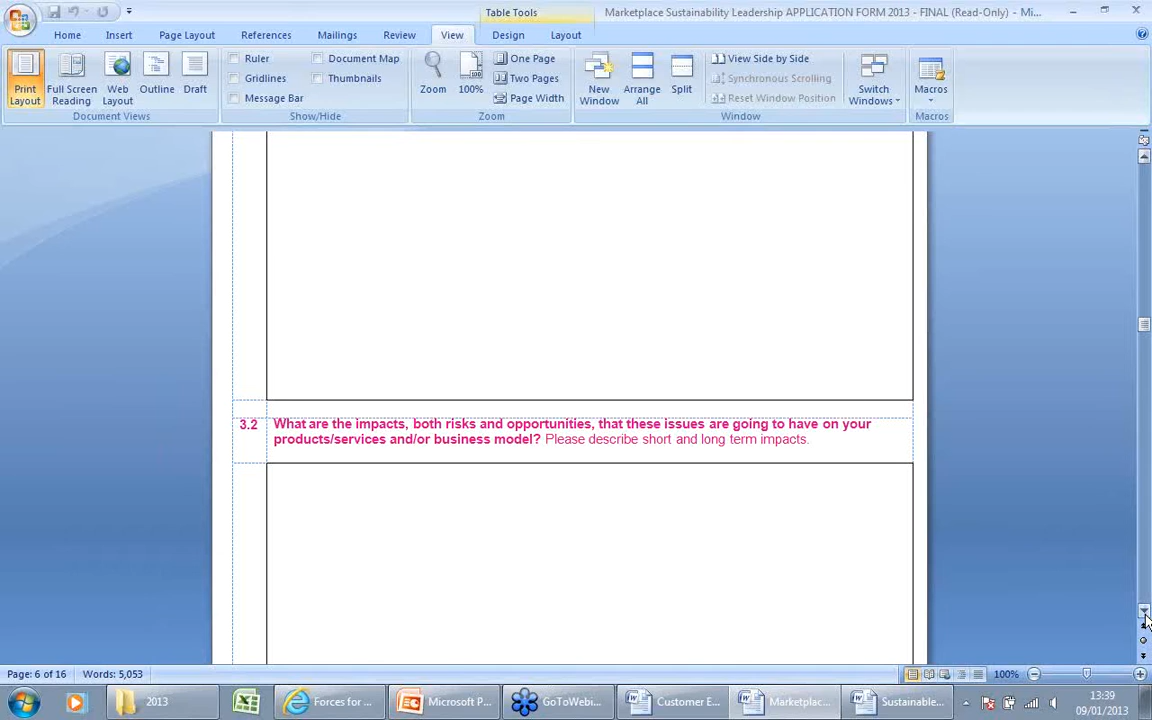 Table Tools
Marketplace Sustainability Leadership APPLICATION FORM 2013 - FINAL (Read-Only) - Mi...
Home Insert Page Layout References Mailings Review View Design Layout
Ruler Document Map
Gridlines Thumbnails
Message Bar
Print Layout
Full Screen Reading
Web Layout
Outline
Draft
Zoom
100%
One Page
Two Pages
Page Width
New Window
Arrange All
Split
View Side by Side
Synchronous Scrolling
Reset Window Position
Switch Windows
Macros
Document Views Show/Hide Zoom Window Macros
3.2 What are the impacts, both risks and opportunities, that these issues are going to have on your
products/services and/or business model? Please describe short and long term impacts.
Page: 6 of 16 Words: 5,053 100%
2013 Forces for ... Microsoft P... GoToWebi... Customer E... Marketplac... Sustainable... 13:39
09/01/2013